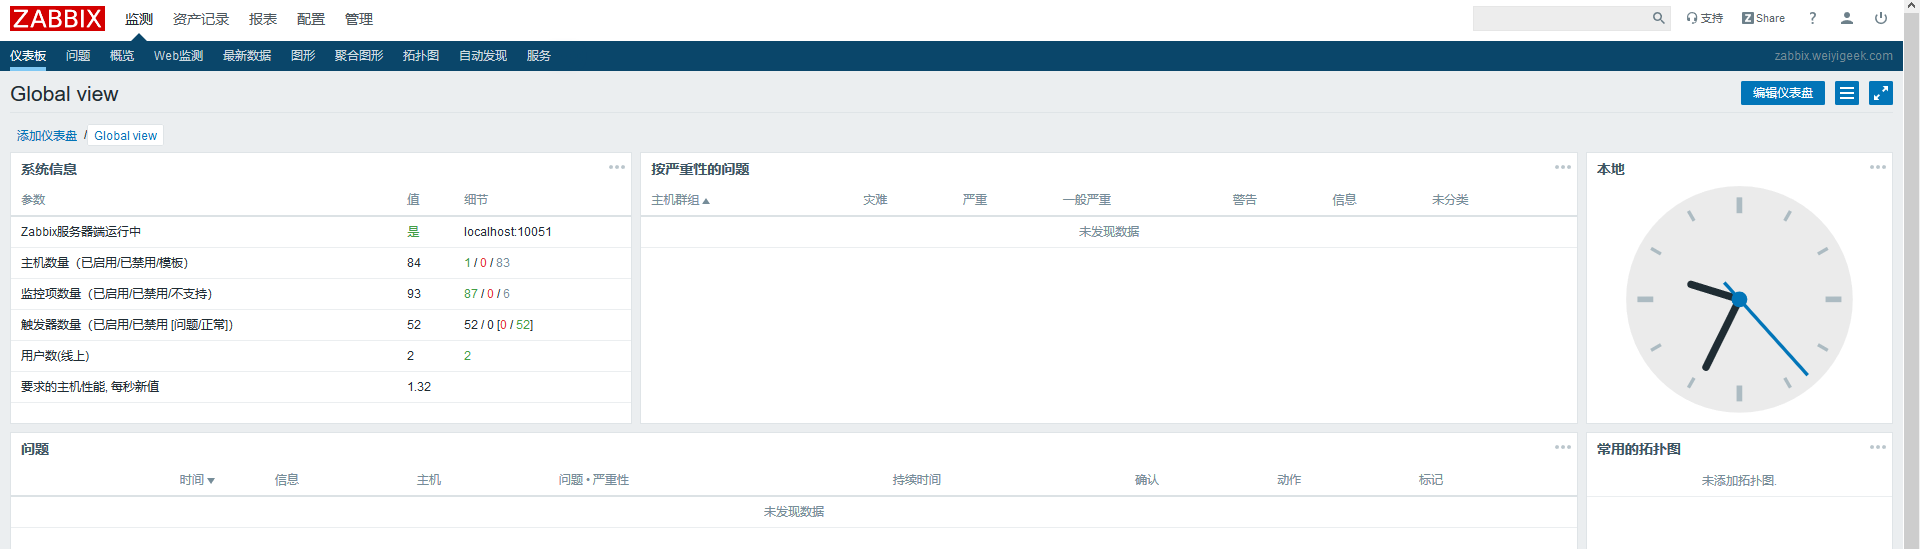 ZABBIX 监测 资产记录 报表 配置 管理 支持 Share ?
仪表板 问题 概览 Web监测 最新数据 图形 聚合图形 拓扑图 自动发现 服务 zabbix.weiyigeek.com
Global view 编辑仪表盘
添加仪表盘 / Global view
系统信息
参数 值 细节
Zabbix服务器端运行中 是 localhost:10051
主机数量（已启用/已禁用/模板） 84 1 / 0 / 83
监控项数量（已启用/已禁用/不支持） 93 87 / 0 / 6
触发器数量（已启用/已禁用 [问题/正常]） 52 52 / 0 [0 / 52]
用户数(线上) 2 2
要求的主机性能, 每秒新值 1.32
按严重性的问题
主机群组 灾难 严重 一般严重 警告 信息 未分类
未发现数据
本地
问题
时间 信息 主机 问题 • 严重性 持续时间 确认 动作 标记
未发现数据
常用的拓扑图
未添加拓扑图.